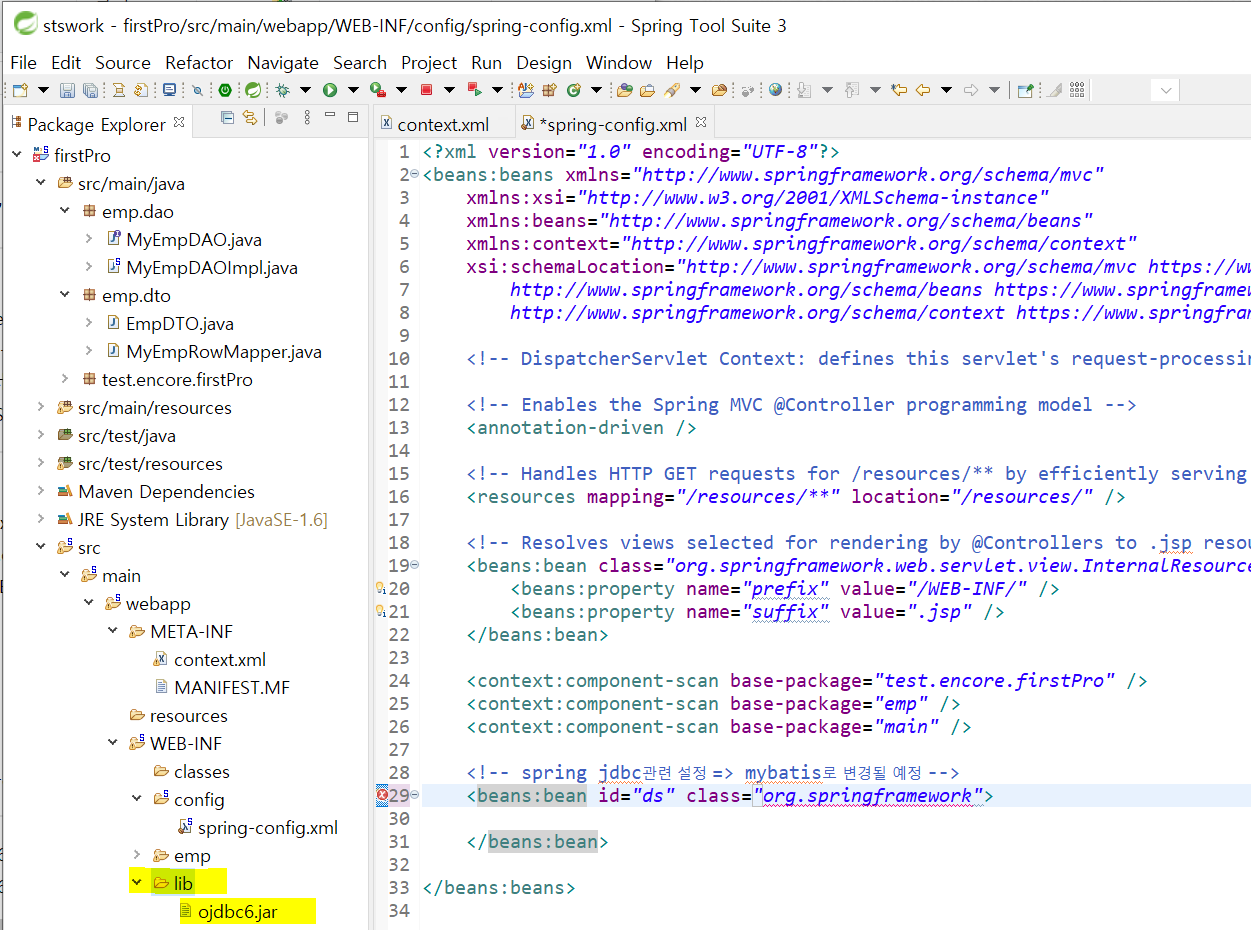 stswork - firstPro/src/main/webapp/WEB-INF/config/spring-config.xml - Spring Tool Suite 3
File Edit Source Refactor Navigate Search Project Run Design Window Help
Package Explorer
firstPro
src/main/java
emp.dao
MyEmpDAO.java
MyEmpDAOImpl.java
emp.dto
EmpDTO.java
MyEmpRowMapper.java
test.encore.firstPro
src/main/resources
src/test/java
src/test/resources
Maven Dependencies
JRE System Library [JavaSE-1.6]
src
main
webapp
META-INF
context.xml
MANIFEST.MF
resources
WEB-INF
classes
config
spring-config.xml
emp
lib
ojdbc6.jar
context.xml *spring-config.xml
1 <?xml version="1.0" encoding="UTF-8"?>
2 <beans:beans xmlns="http://www.springframework.org/schema/mvc"
3 xmlns:xsi="http://www.w3.org/2001/XMLSchema-instance"
4 xmlns:beans="http://www.springframework.org/schema/beans"
5 xmlns:context="http://www.springframework.org/schema/context"
6 xsi:schemaLocation="http://www.springframework.org/schema/mvc https://ww
7 http://www.springframework.org/schema/beans https://www.springframew
8 http://www.springframework.org/schema/context https://www.springfram
9
10 <!-- DispatcherServlet Context: defines this servlet's request-processin
11
12 <!-- Enables the Spring MVC @Controller programming model -->
13 <annotation-driven />
14
15 <!-- Handles HTTP GET requests for /resources/** by efficiently serving
16 <resources mapping="/resources/**" location="/resources/" />
17
18 <!-- Resolves views selected for rendering by @Controllers to .jsp resou
19 <beans:bean class="org.springframework.web.servlet.view.InternalResource
20 <beans:property name="prefix" value="/WEB-INF/" />
21 <beans:property name="suffix" value=".jsp" />
22 </beans:bean>
23
24 <context:component-scan base-package="test.encore.firstPro" />
25 <context:component-scan base-package="emp" />
26 <context:component-scan base-package="main" />
27
28 <!-- spring jdbc관련 설정 => mybatis로 변경될 예정 -->
29 <beans:bean id="ds" class="org.springframework">
30
31 </beans:bean>
32
33 </beans:beans>
34